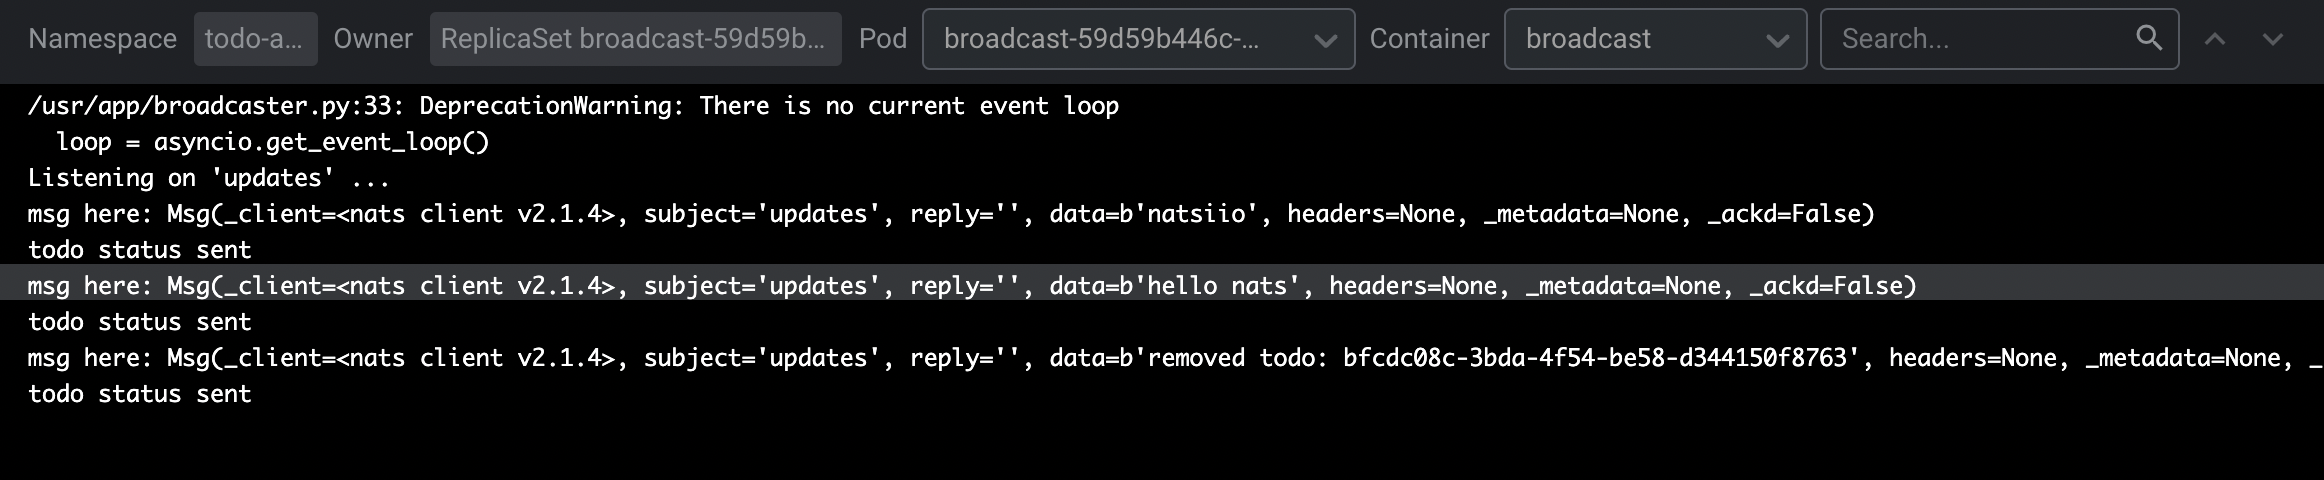 Namespace todo-a... Owner ReplicaSet broadcast-59d59b... Pod broadcast-59d59b446c-... Container broadcast Search...
/usr/app/broadcaster.py:33: DeprecationWarning: There is no current event loop
  loop = asyncio.get_event_loop()
Listening on 'updates' ...
msg here: Msg(_client=<nats client v2.1.4>, subject='updates', reply='', data=b'natsiio', headers=None, _metadata=None, _ackd=False)
todo status sent
msg here: Msg(_client=<nats client v2.1.4>, subject='updates', reply='', data=b'hello nats', headers=None, _metadata=None, _ackd=False)
todo status sent
msg here: Msg(_client=<nats client v2.1.4>, subject='updates', reply='', data=b'removed todo: bfcdc08c-3bda-4f54-be58-d344150f8763', headers=None, _metadata=None, _
todo status sent